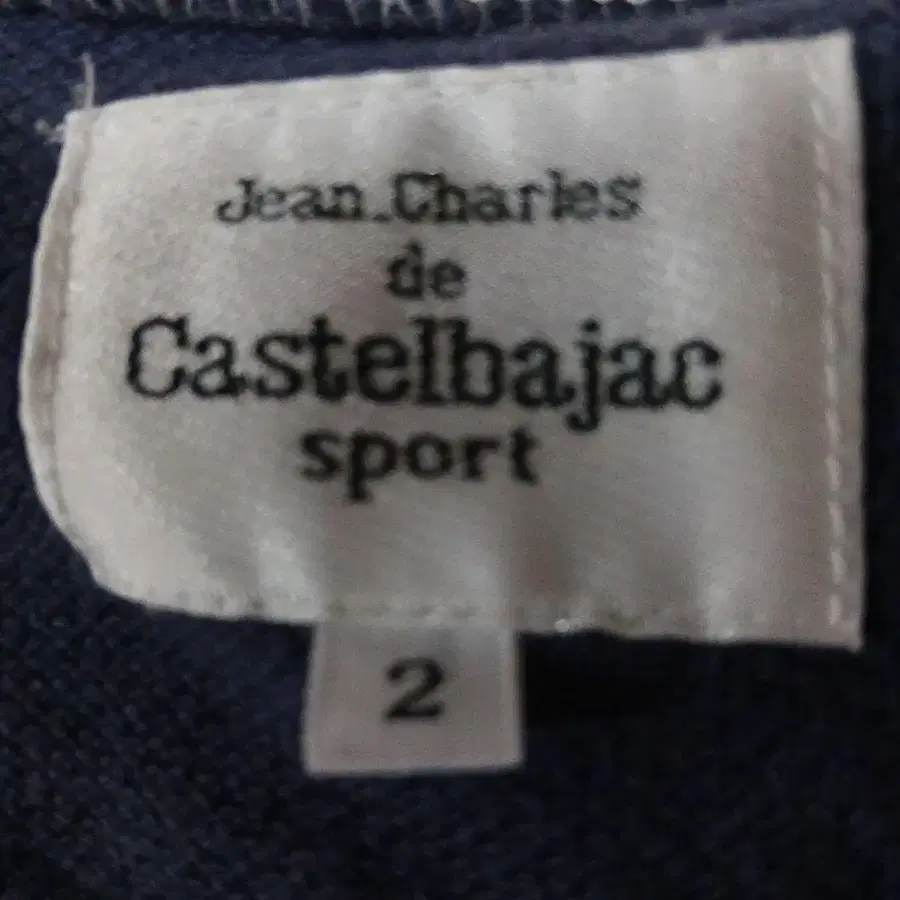 Jean.Charles
de
Castelbajac
sport
2